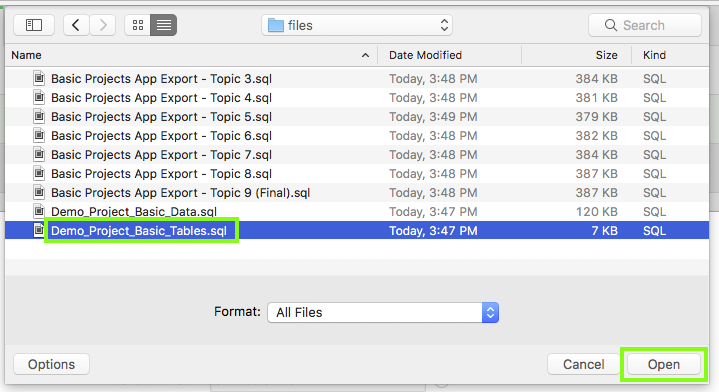 files
Search
Name Date Modified Size Kind
Basic Projects App Export - Topic 3.sql Today, 3:48 PM 384 KB SQL
Basic Projects App Export - Topic 4.sql Today, 3:48 PM 381 KB SQL
Basic Projects App Export - Topic 5.sql Today, 3:49 PM 379 KB SQL
Basic Projects App Export - Topic 6.sql Today, 3:48 PM 382 KB SQL
Basic Projects App Export - Topic 7.sql Today, 3:48 PM 384 KB SQL
Basic Projects App Export - Topic 8.sql Today, 3:48 PM 387 KB SQL
Basic Projects App Export - Topic 9 (Final).sql Today, 3:48 PM 387 KB SQL
Demo_Project_Basic_Data.sql Today, 3:47 PM 120 KB SQL
Demo_Project_Basic_Tables.sql Today, 3:47 PM 7 KB SQL
Format: All Files
Options Cancel Open